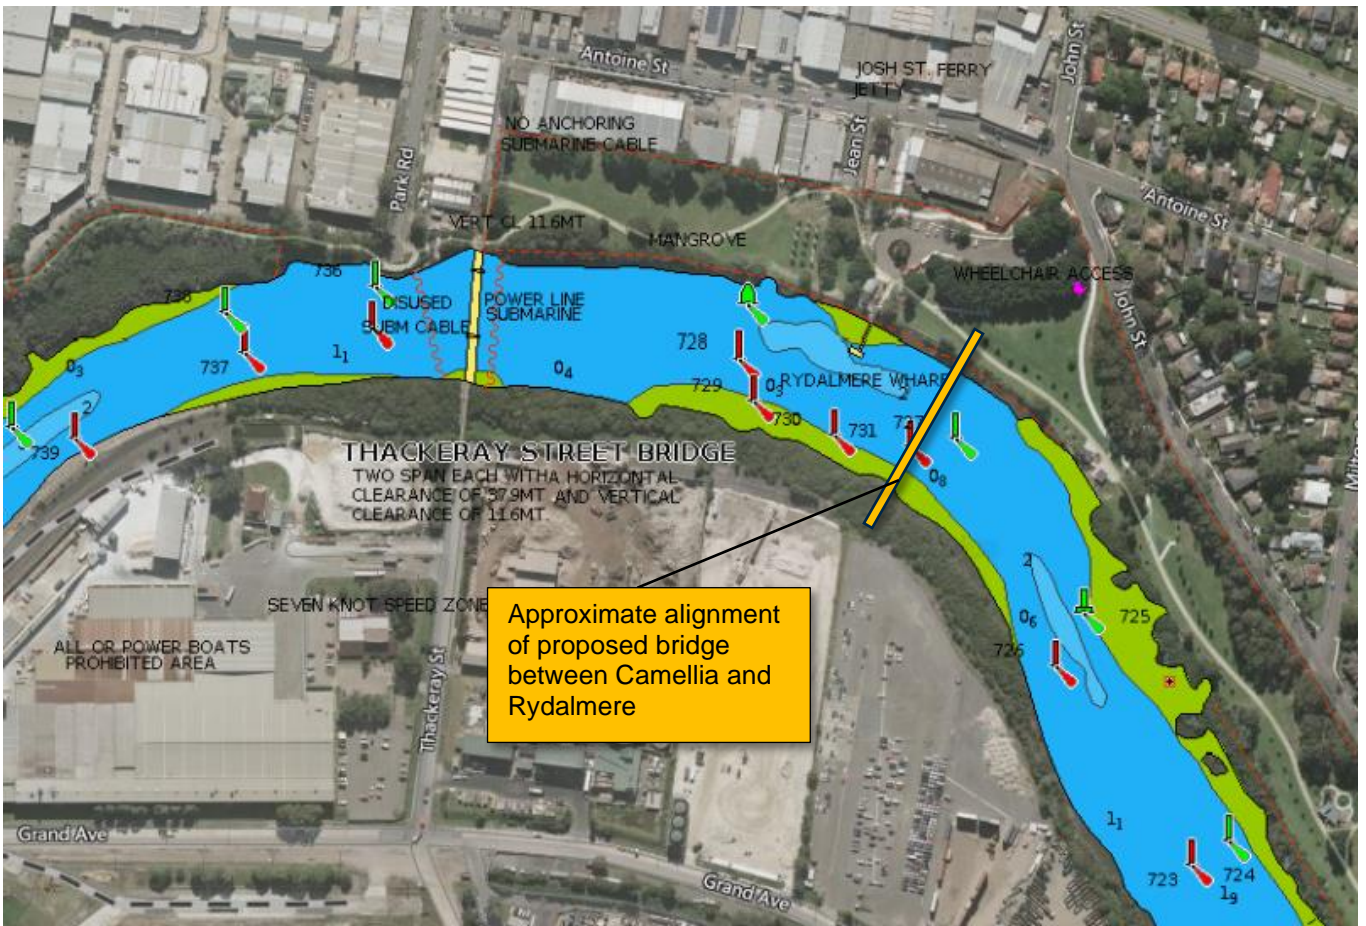 Antoine St
John St
JOSH ST. FERRY
JETTY
NO ANCHORING
SUBMARINE CABLE
Jean St
Park Rd
Antoine St
VERT CL 11.6MT
MANGROVE
WHEELCHAIR ACCESS
736
738
DISUSED
SUBM CABLE
POWER LINE
SUBMARINE
John St
728
1₁
737
0₃
0₄
729
0₃
RYDALMERE WHARF
2
2
730
731
727
739
0₈
THACKERAY STREET BRIDGE
TWO SPAN EACH WITHA HORIZONTAL
CLEARANCE OF 37.9MT AND VERTICAL
CLEARANCE OF 11.6MT.
2
SEVEN KNOT SPEED ZONE
Approximate alignment
of proposed bridge
between Camellia and
Rydalmere
0₆
725
726
ALL OR POWER BOATS
PROHIBITED AREA
Thackeray St
1₁
Grand Ave
Grand Ave
723
724
1₉